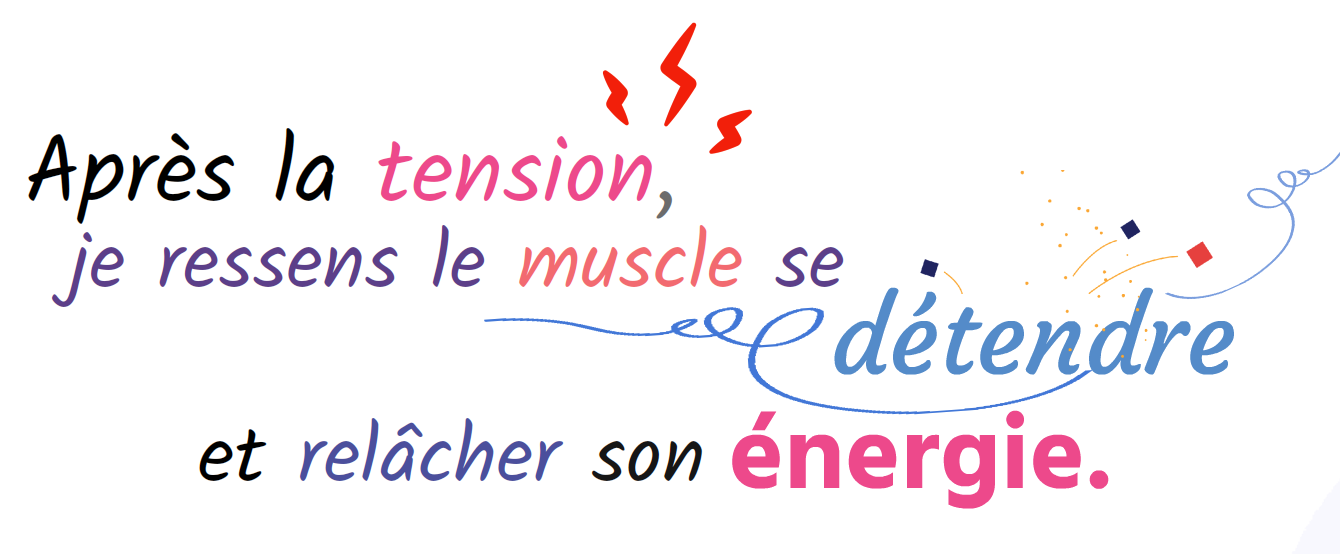 Après la tension,
je ressens le muscle se
détendre
et relâcher son énergie.